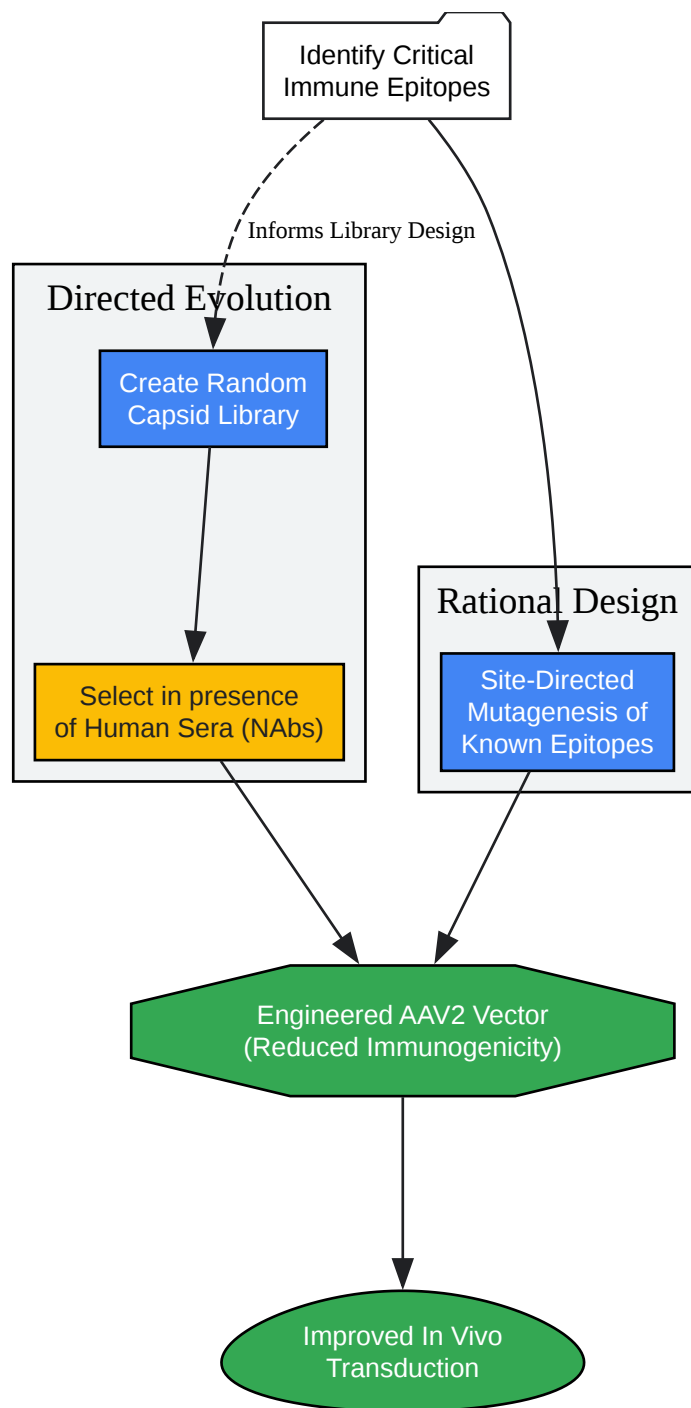 Identify Critical
Immune Epitopes
Informs Library Design
Directed Evolution
Create Random
Capsid Library
Select in presence
of Human Sera (NAbs)
Rational Design
Site-Directed
Mutagenesis of
Known Epitopes
Engineered AAV2 Vector
(Reduced Immunogenicity)
Improved In Vivo
Transduction